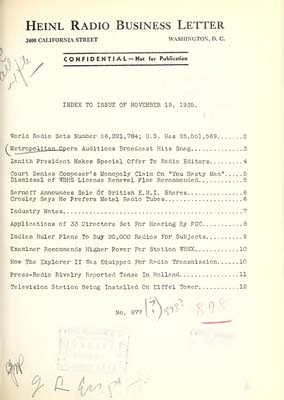 HEINL RADIO BUSINESS LETTER
2400 CALIFORNIA STREET WASHINGTON, D. C.
CONFIDENTIAL — Not for Publication
INDEX TO ISSUE OF NOVEMBER 19, 1935.
World Radio Sets Number 56,221,784; U.S. Has 25,551,569.......2
Metropolitan Opera Auditions Broadcast Hits Snag..............3
Zenith President Makes Special Offer To Radio Editors.........4
Court Denies Composer's Monopoly Claim On "You Nasty Man".....5
Dismissal of WHBS License Renewal Plea Recommended............5
Sarnoff Announces Sale Of British E.M.I. Shares...............6
Crosley Says He Prefers Metal Radio Tubes.....................6
Industry Notes................................................7
Applications of 33 Directors Set For Hearing By FCC...........8
Indian Ruler Plans To Buy 20,000 Radios For Subjects..........9
Examiner Recommends Higher Power For Station WEXX............10
How The Explorer II Was Equipped For Radio Transmission......10
Press-Radio Rivalry Reported Tense In Holland................11
Television Station Being Installed On Eiffel Tower...........12
No. 877 (?) 898? 878